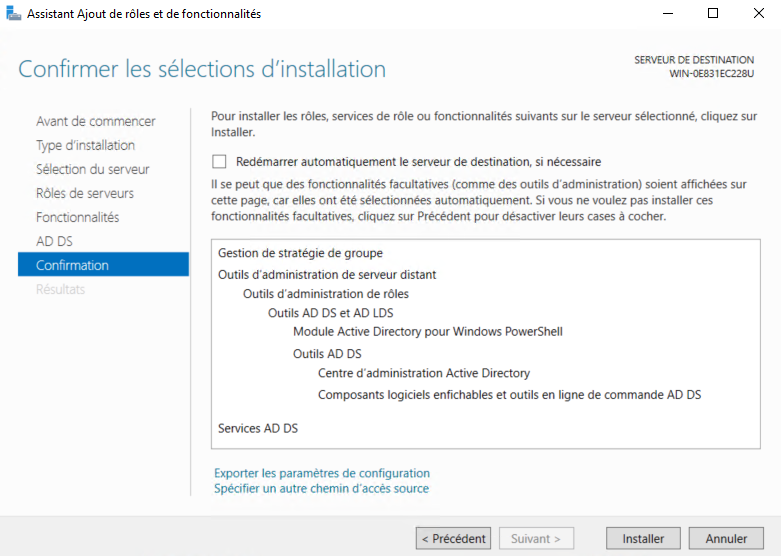 Assistant Ajout de rôles et de fonctionnalités
Confirmer les sélections d'installation
SERVEUR DE DESTINATION
WIN-0E831EC228U
Avant de commencer
Type d'installation
Sélection du serveur
Rôles de serveurs
Fonctionnalités
AD DS
Confirmation
Résultats
Pour installer les rôles, services de rôle ou fonctionnalités suivants sur le serveur sélectionné, cliquez sur
Installer.
Redémarrer automatiquement le serveur de destination, si nécessaire
Il se peut que des fonctionnalités facultatives (comme des outils d'administration) soient affichées sur
cette page, car elles ont été sélectionnées automatiquement. Si vous ne voulez pas installer ces
fonctionnalités facultatives, cliquez sur Précédent pour désactiver leurs cases à cocher.
Gestion de stratégie de groupe
Outils d'administration de serveur distant
Outils d'administration de rôles
Outils AD DS et AD LDS
Module Active Directory pour Windows PowerShell
Outils AD DS
Centre d'administration Active Directory
Composants logiciels enfichables et outils en ligne de commande AD DS
Services AD DS
Exporter les paramètres de configuration
Spécifier un autre chemin d'accès source
< Précédent
Suivant >
Installer
Annuler